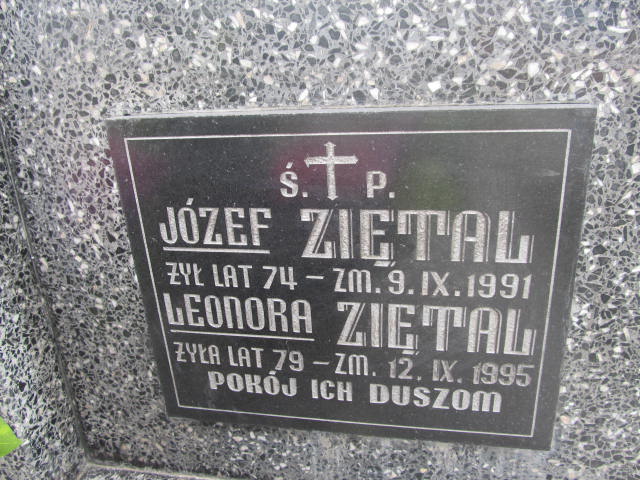 Ś. P.
JÓZEF ZIĘTAL
ŻYŁ LAT 74 – ZM. 9. IX. 1991
LEONORA ZIĘTAL
ŻYŁA LAT 79 – ZM. 12. IX. 1995
POKÓJ ICH DUSZOM